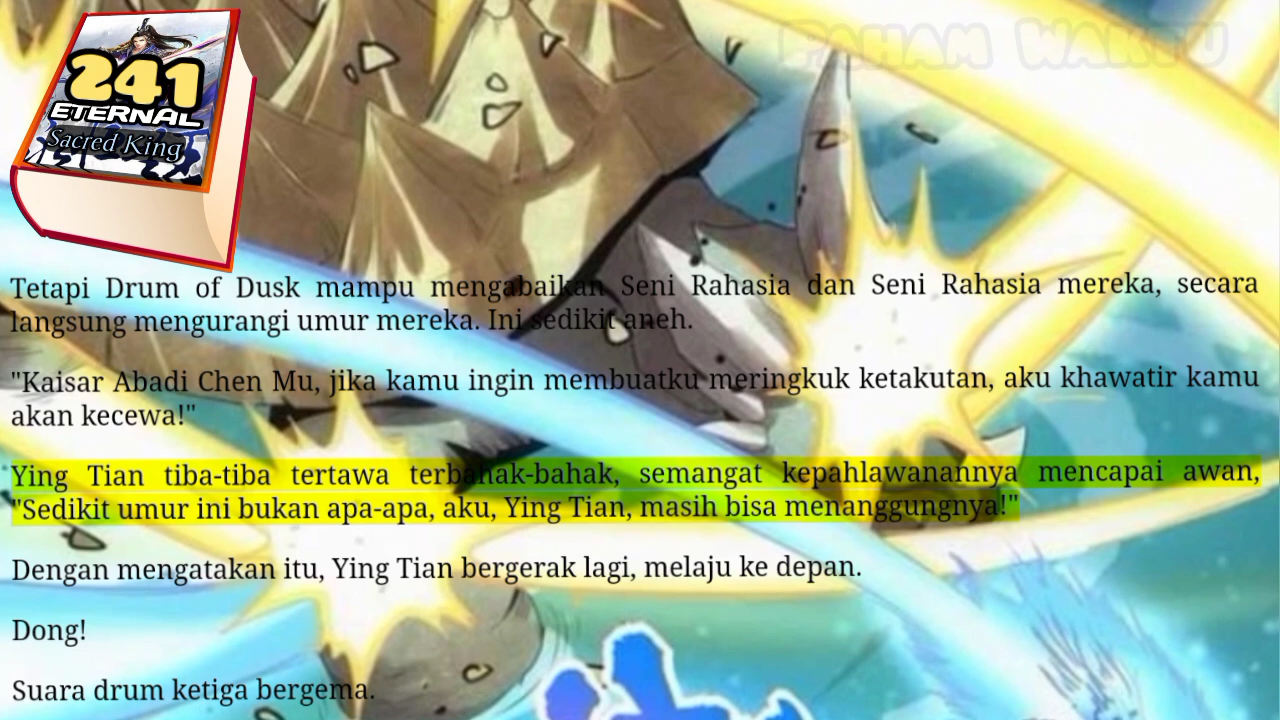 PAHAM WAKTU
241
ETERNAL
Sacred King
Tetapi Drum of Dusk mampu mengabaikan Seni Rahasia dan Seni Rahasia mereka, secara
langsung mengurangi umur mereka. Ini sedikit aneh.
"Kaisar Abadi Chen Mu, jika kamu ingin membuatku meringkuk ketakutan, aku khawatir kamu
akan kecewa!"
Ying Tian tiba-tiba tertawa terbahak-bahak, semangat kepahlawanannya mencapai awan,
"Sedikit umur ini bukan apa-apa, aku, Ying Tian, masih bisa menanggungnya!"
Dengan mengatakan itu, Ying Tian bergerak lagi, melaju ke depan.
Dong!
Suara drum ketiga bergema.